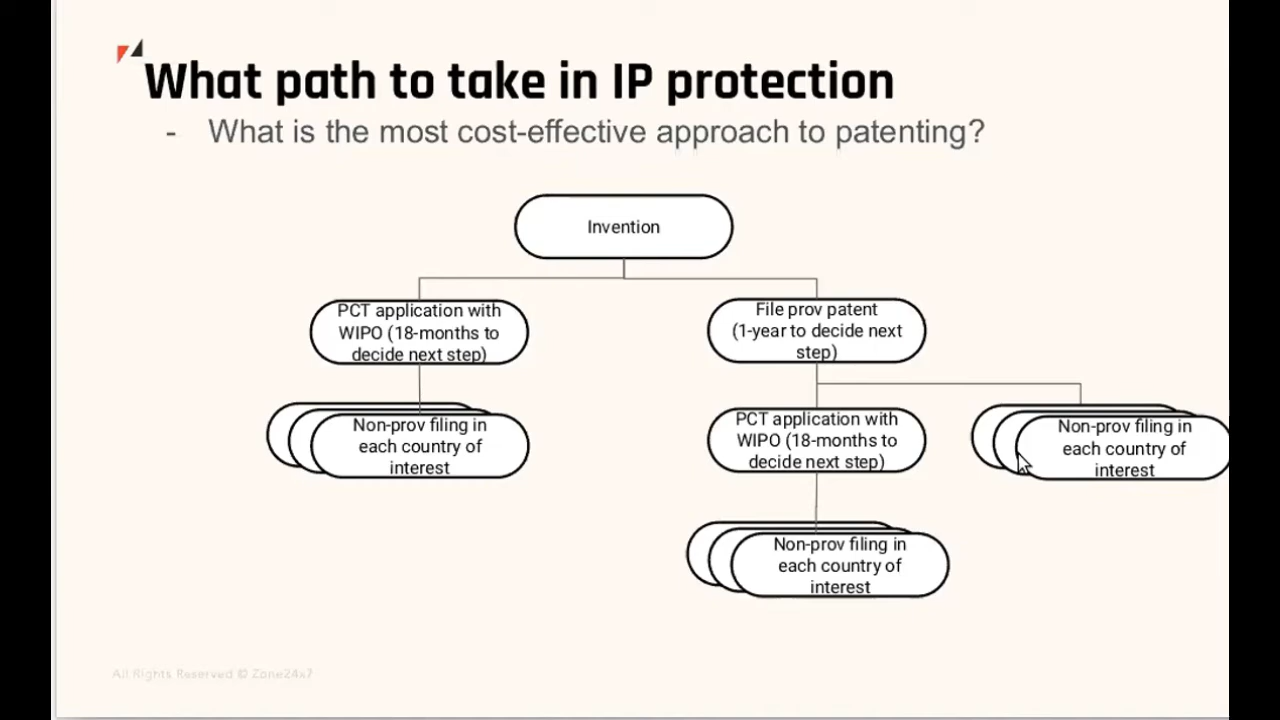 What path to take in IP protection
- What is the most cost-effective approach to patenting?
Invention
PCT application with
WIPO (18-months to
decide next step)
File prov patent
(1-year to decide next
step)
Non-prov filing in
each country of
interest
PCT application with
WIPO (18-months to
decide next step)
Non-prov filing in
each country of
interest
Non-prov filing in
each country of
interest
All Rights Reserved © Zone24x7